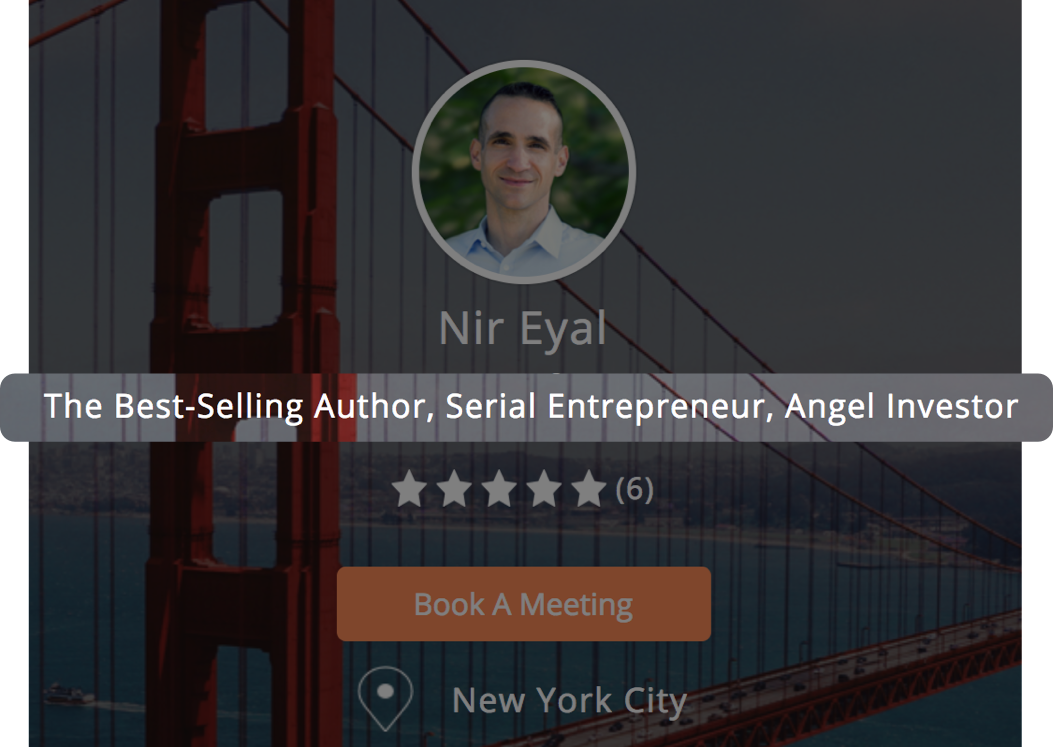 Nir Eyal
The Best-Selling Author, Serial Entrepreneur, Angel Investor
(6)
Book A Meeting
New York City